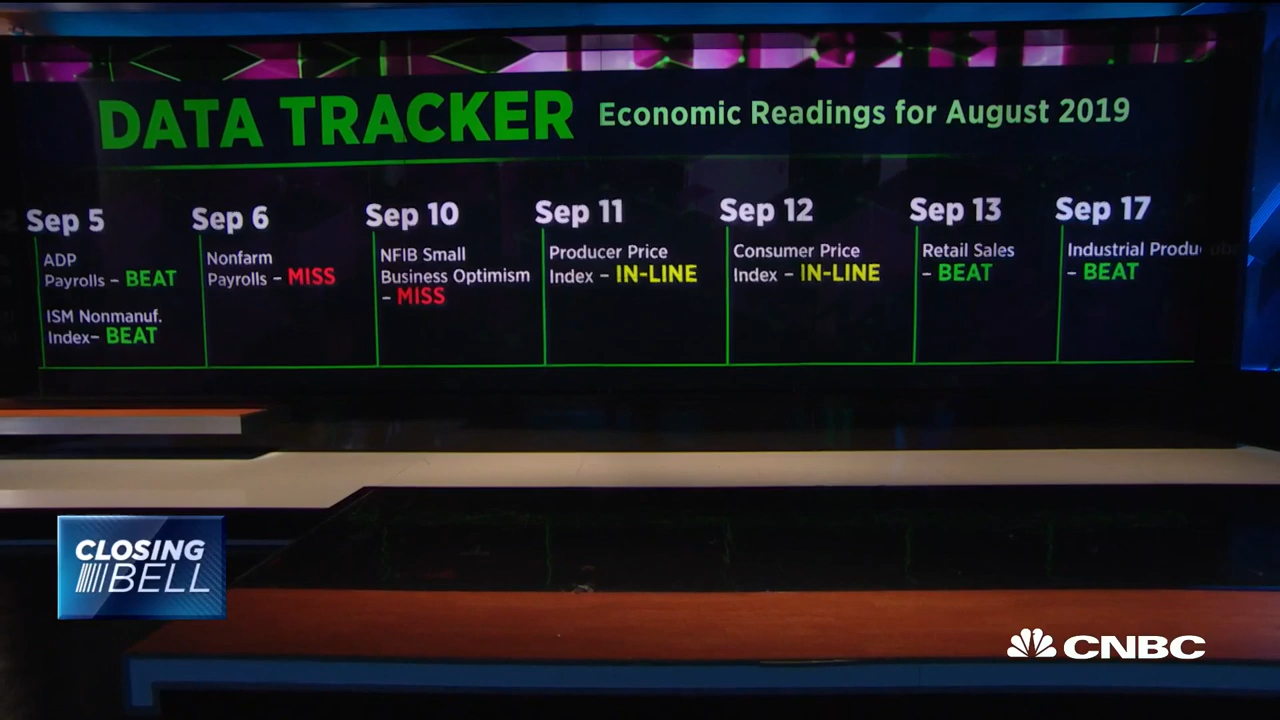 DATA TRACKER Economic Readings for August 2019
Sep 5
ADP
Payrolls – BEAT
ISM Nonmanuf.
Index– BEAT
Sep 6
Nonfarm
Payrolls – MISS
Sep 10
NFIB Small
Business Optimism
– MISS
Sep 11
Producer Price
Index – IN-LINE
Sep 12
Consumer Price
Index – IN-LINE
Sep 13
Retail Sales
– BEAT
Sep 17
Industrial
– BEAT
CLOSING
BELL
CNBC